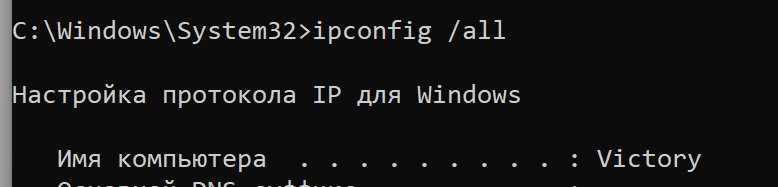 C:\Windows\System32>ipconfig /all
Настройка протокола IP для Windows
Имя компьютера . . . . . . . . . : Victory